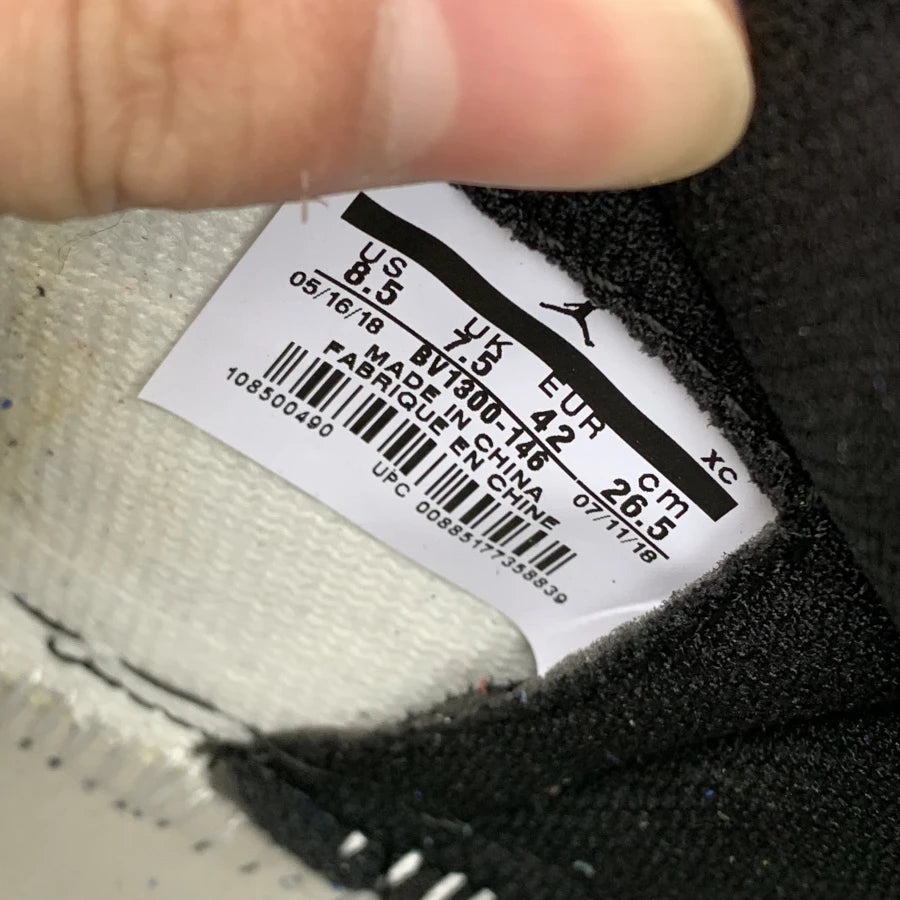 XC
US UK EUR cm
8.5 7.5 42 26.5
05/16/18 BV1300-146 07/11/18
MADE IN CHINA
FABRIQUE EN CHINE
108500490 UPC 00885177358839